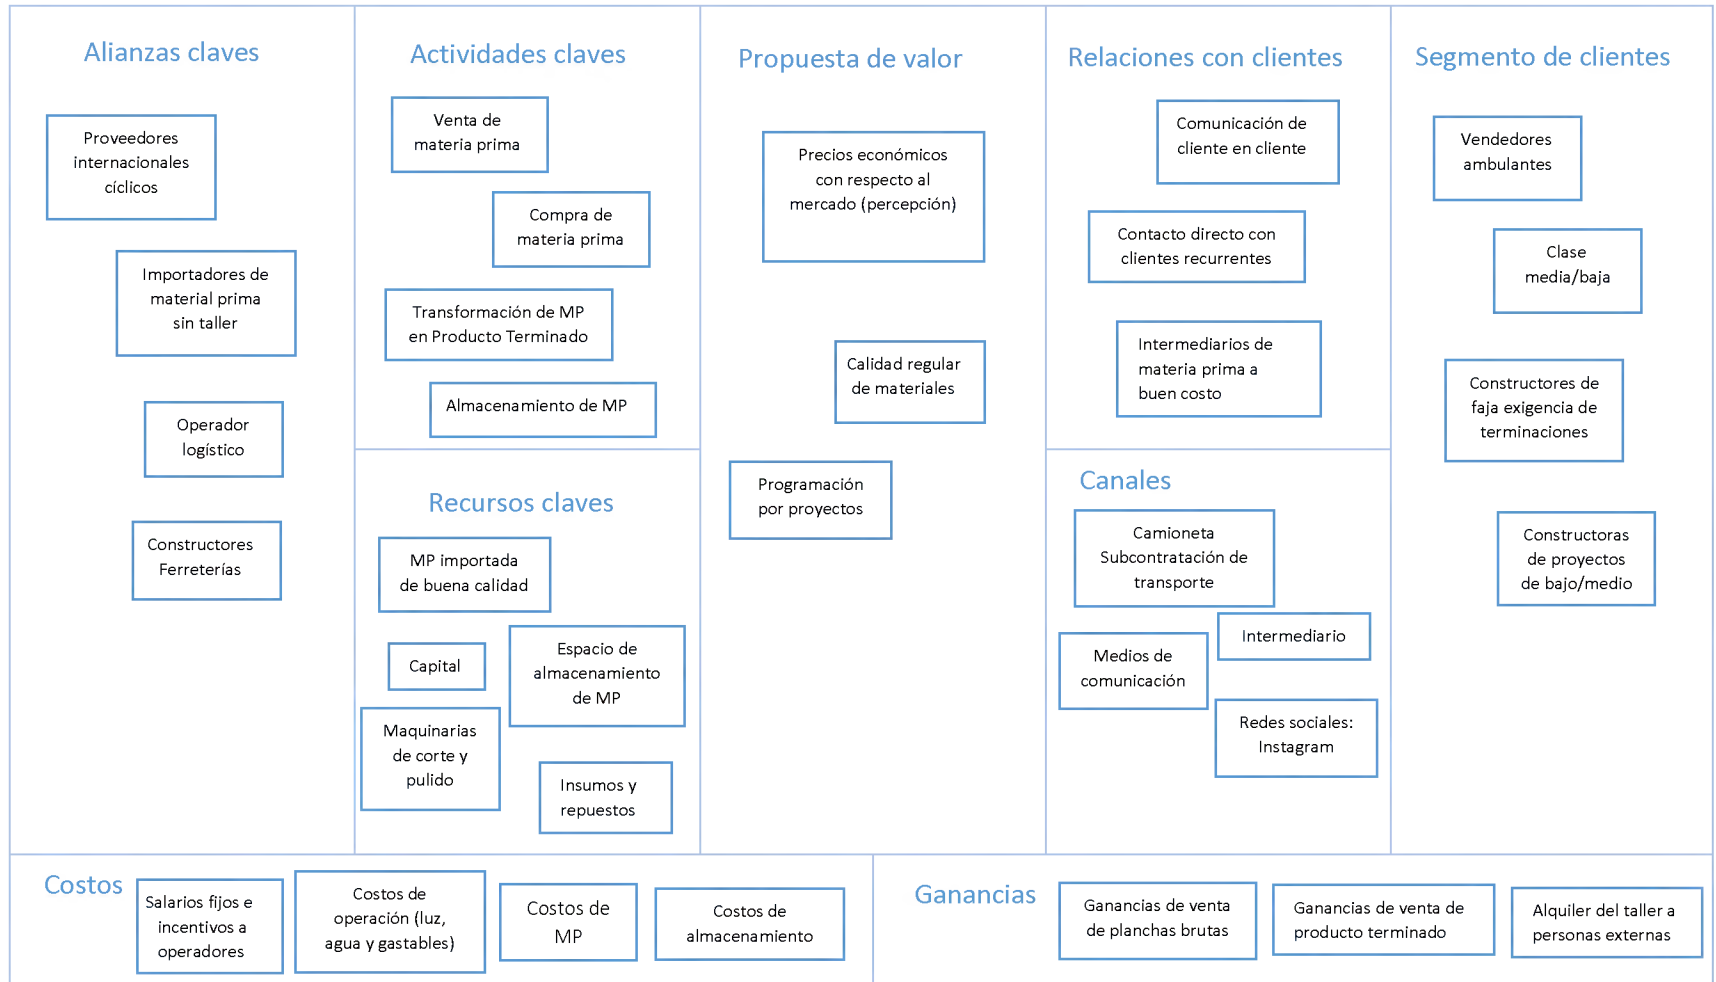 Alianzas claves
Proveedores
internacionales
cíclicos
Importadores de
material prima
sin taller
Operador
logístico
Constructores
Ferreterías
Actividades claves
Venta de
materia prima
Compra de
materia prima
Transformación de MP
en Producto Terminado
Almacenamiento de MP
Recursos claves
MP importada
de buena calidad
Capital
Espacio de
almacenamiento
de MP
Maquinarias
de corte y
pulido
Insumos y
repuestos
Propuesta de valor
Precios económicos
con respecto al
mercado (percepción)
Calidad regular
de materiales
Programación
por proyectos
Relaciones con clientes
Comunicación de
cliente en cliente
Contacto directo con
clientes recurrentes
Intermediarios de
materia prima a
buen costo
Canales
Camioneta
Subcontratación de
transporte
Intermediario
Medios de
comunicación
Redes sociales:
Instagram
Segmento de clientes
Vendedores
ambulantes
Clase
media/baja
Constructores de
faja exigencia de
terminaciones
Constructoras
de proyectos
de bajo/medio
Costos
Salarios fijos e
incentivos a
operadores
Costos de
operación (luz,
agua y gastables)
Costos de
MP
Costos de
almacenamiento
Ganancias
Ganancias de venta
de planchas brutas
Ganancias de venta de
producto terminado
Alquiler del taller a
personas externas